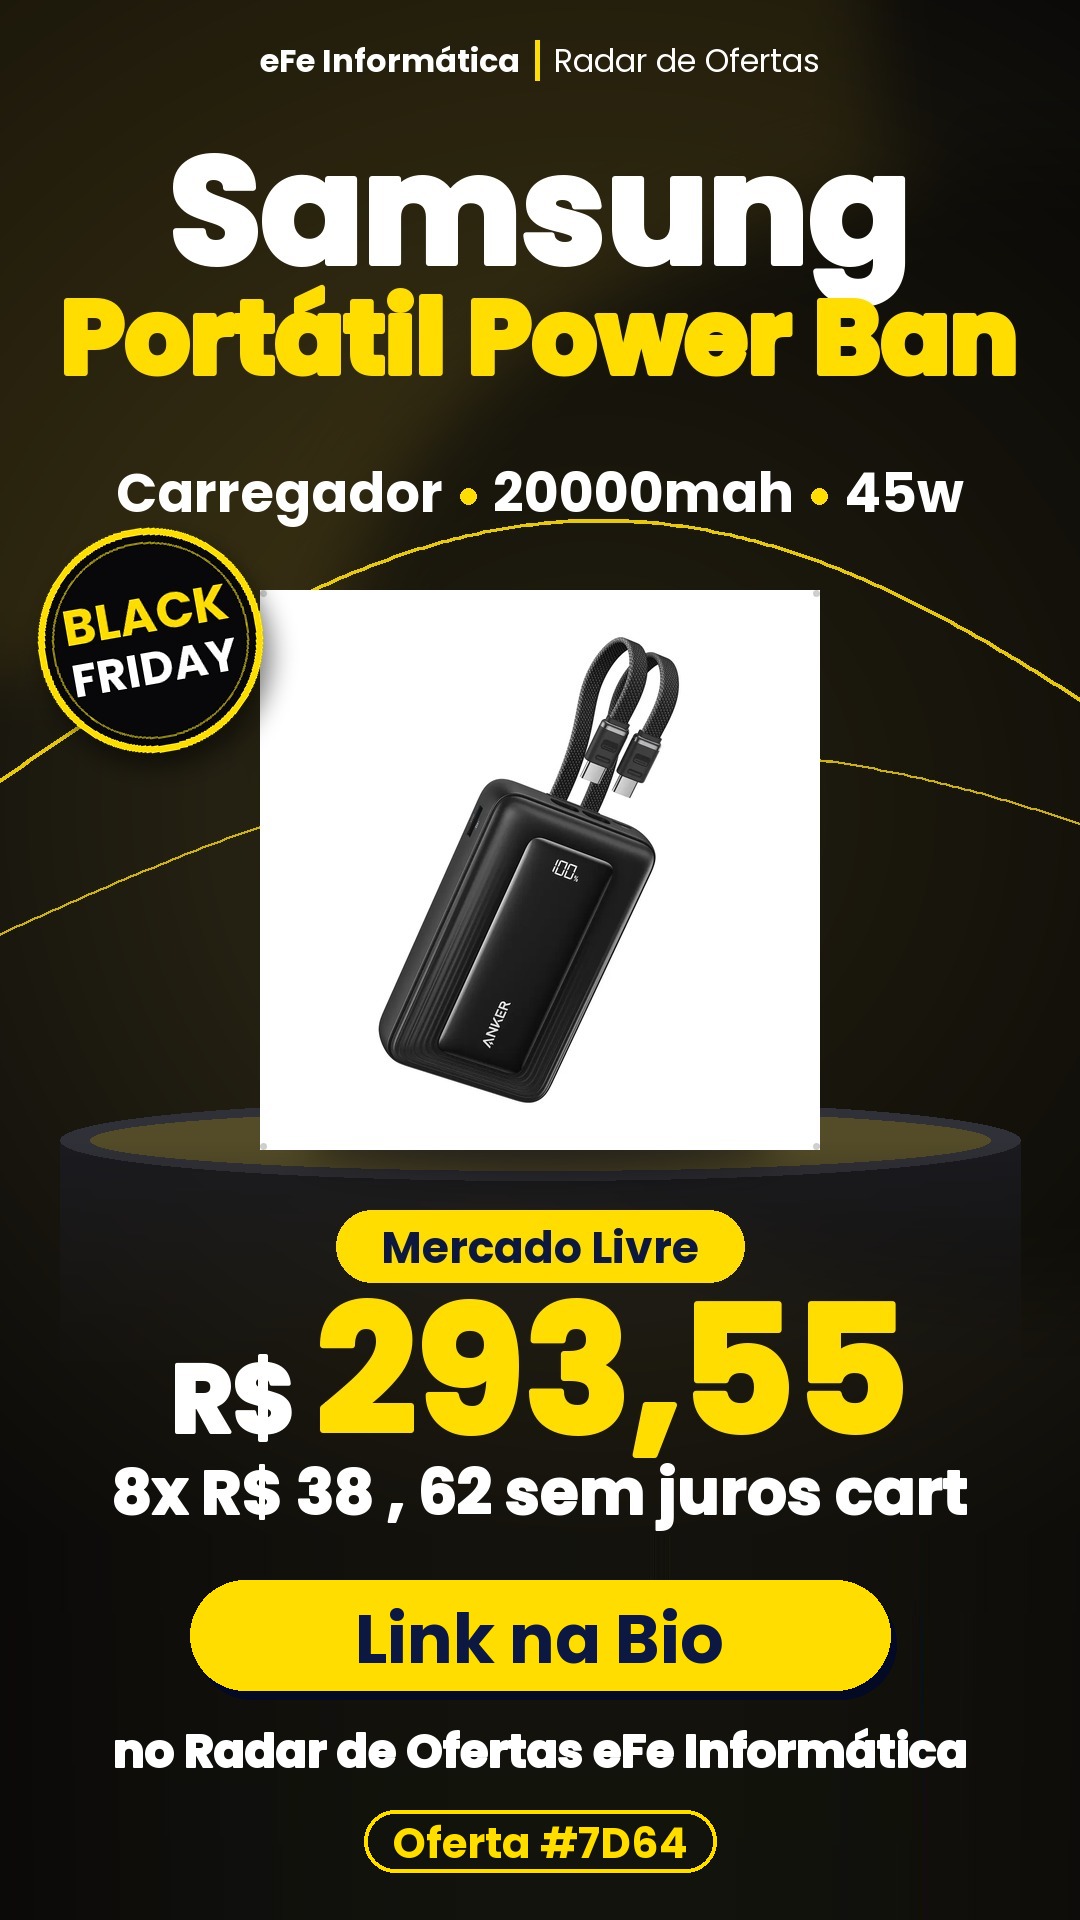 eFe Informática | Radar de Ofertas
Samsung
Portátil Power Ban
Carregador • 20000mah • 45w
BLACK
FRIDAY
100%
ANKER
Mercado Livre
R$ 293,55
8x R$ 38 , 62 sem juros cart
Link na Bio
no Radar de Ofertas eFe Informática
Oferta #7D64